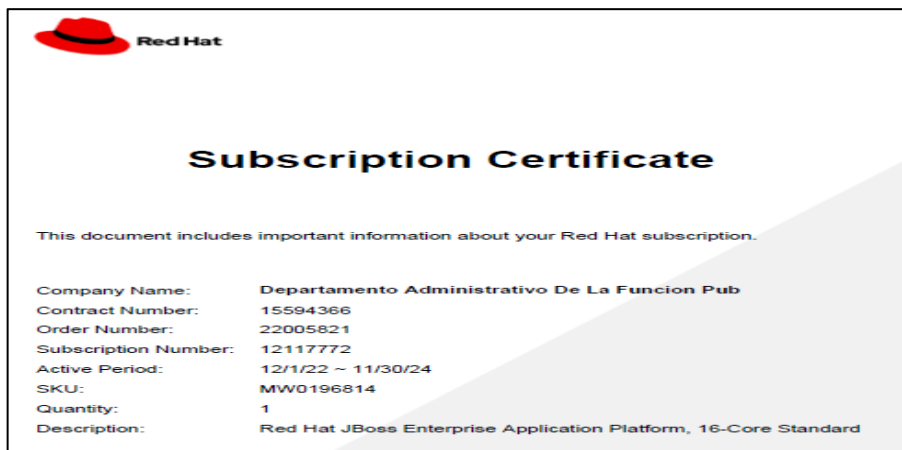 Red Hat
Subscription Certificate
This document includes important information about your Red Hat subscription.
Company Name: Departamento Administrativo De La Funcion Pub
Contract Number: 15594366
Order Number: 22005821
Subscription Number: 12117772
Active Period: 12/1/22 ~ 11/30/24
SKU: MW0196814
Quantity: 1
Description: Red Hat JBoss Enterprise Application Platform, 16-Core Standard